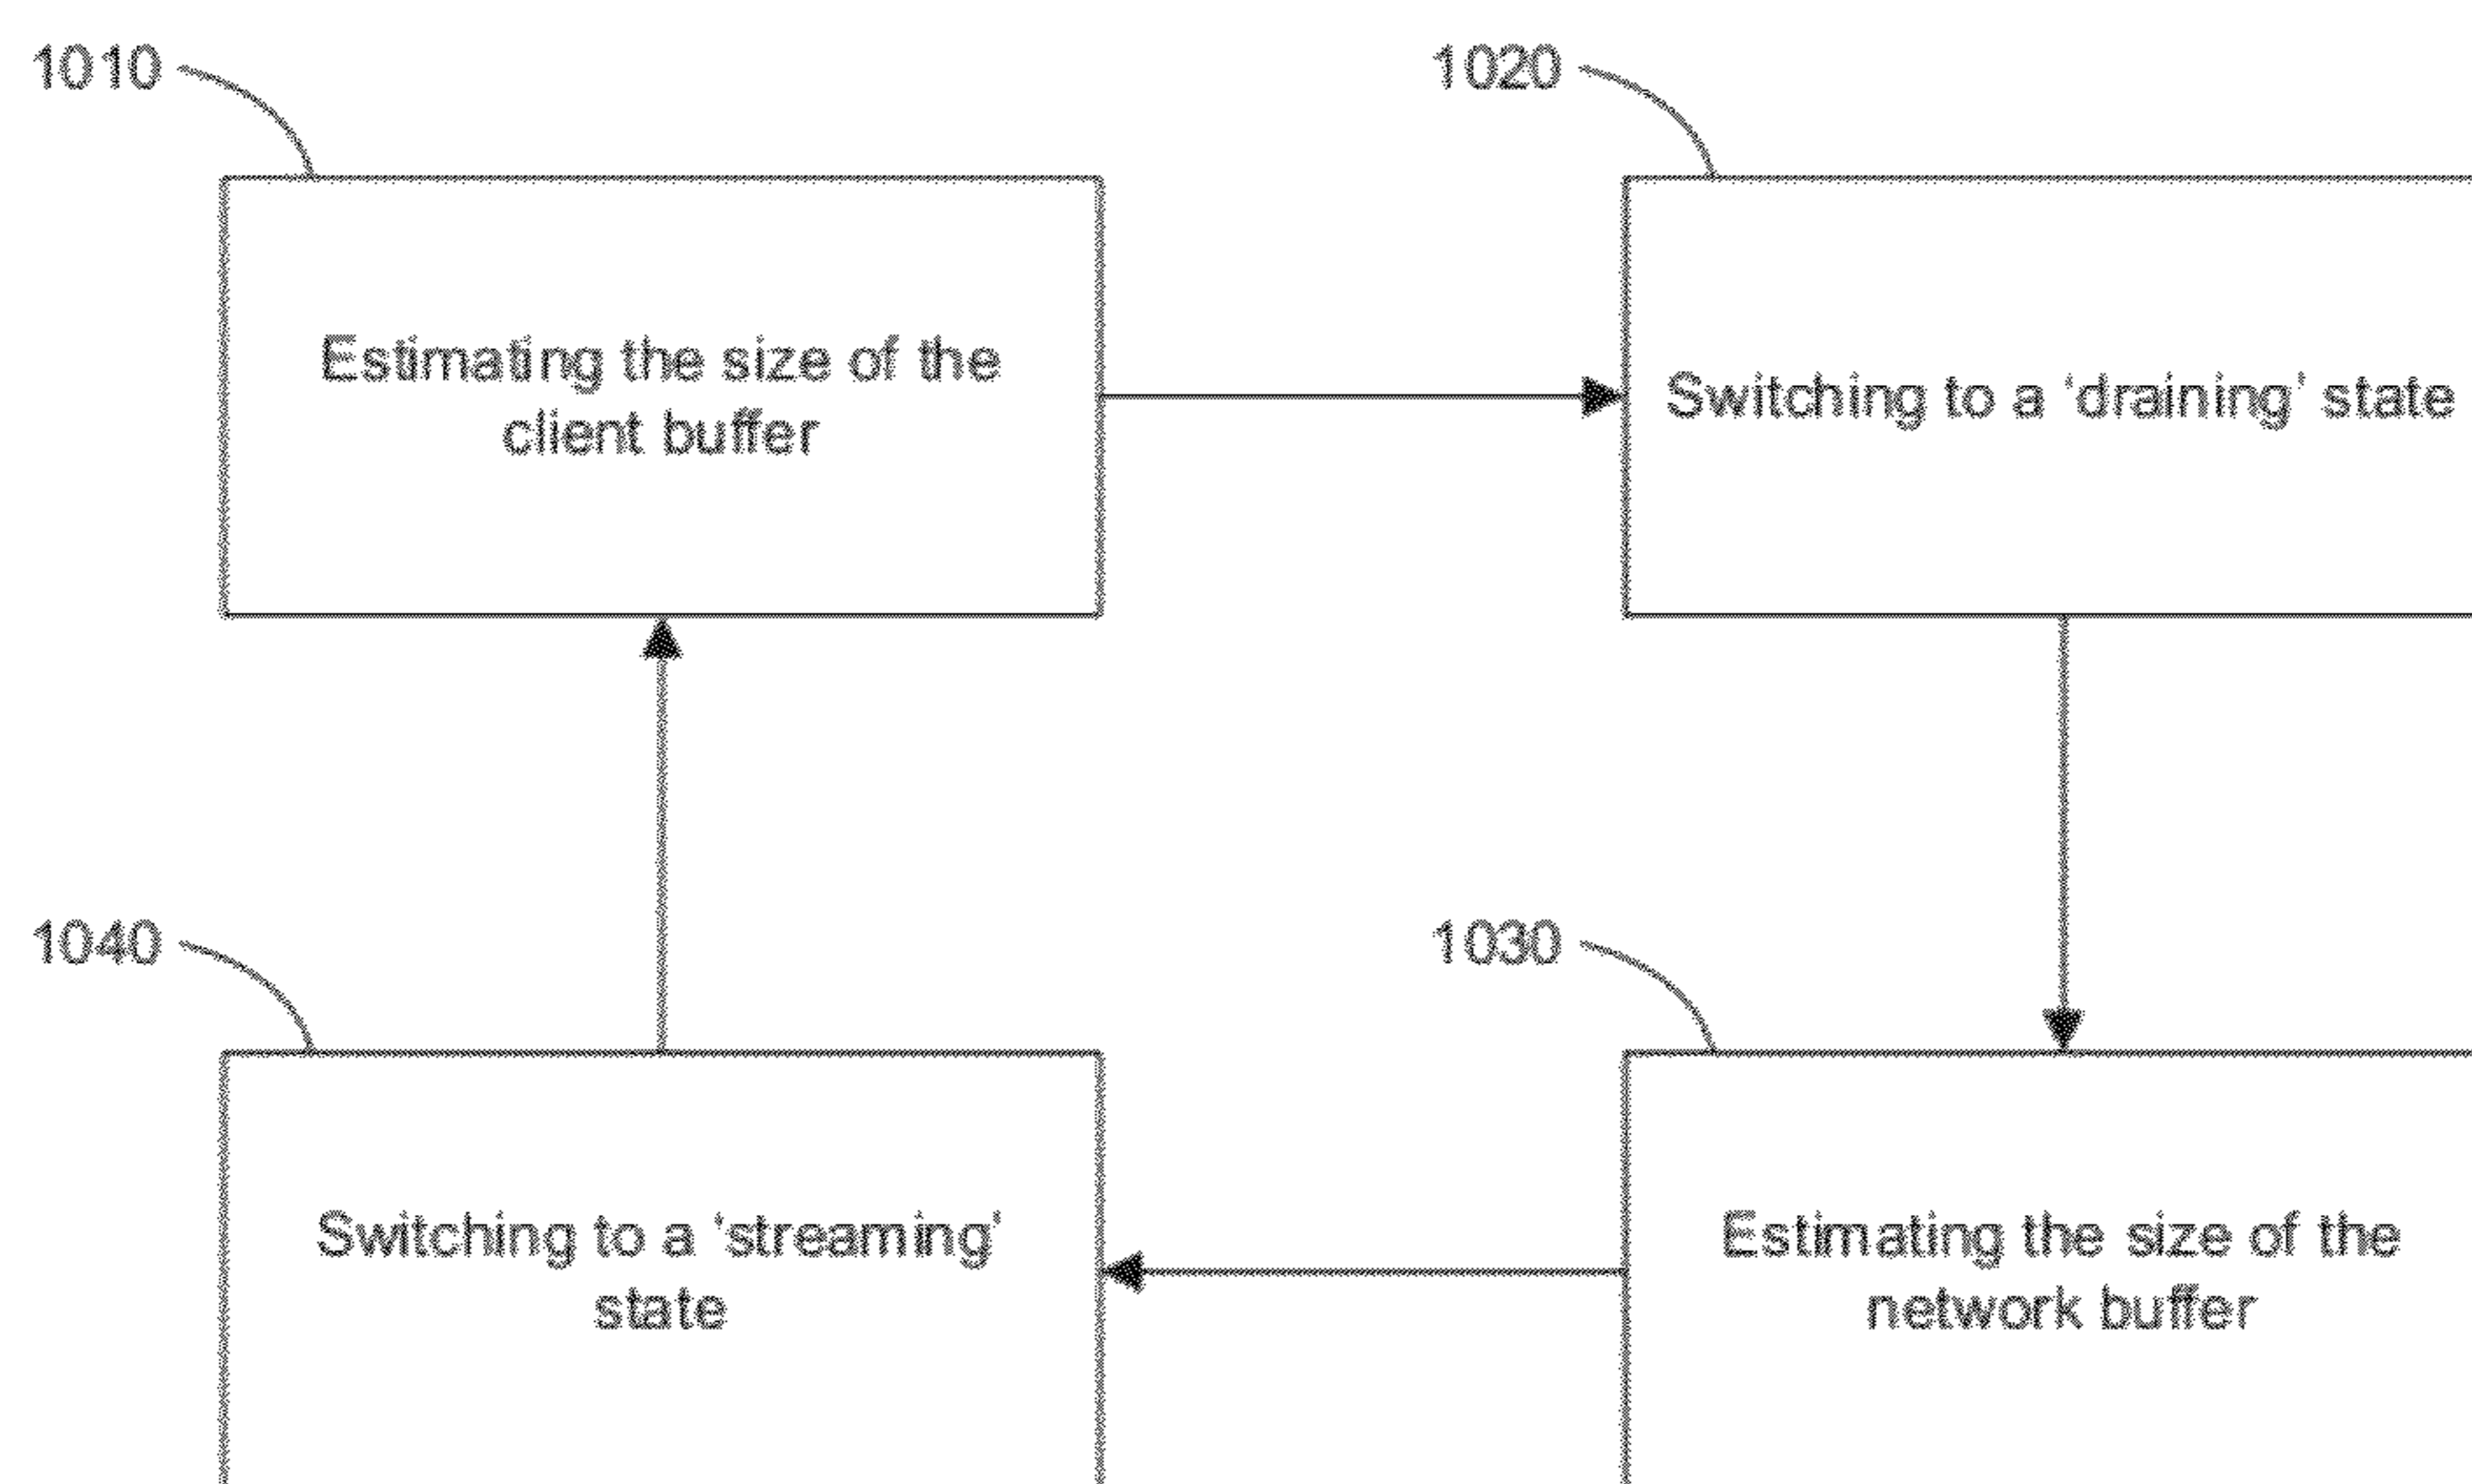 1010
1020
Estimating the size of the
client buffer
Switching to a ‘draining’ state
1040
1030
Switching to a ‘streaming’
state
Estimating the size of the
network buffer